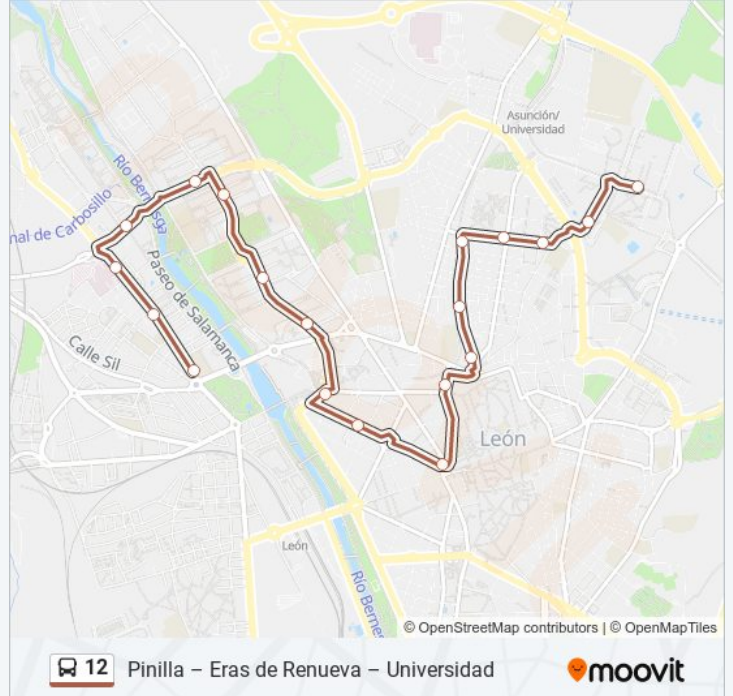 Asunción/
Universidad
Río Bernesga
nal de Carbosillo
Paseo de Salamanca
Calle Sil
León
León
Río Bernes
© OpenStreetMap contributors | © OpenMapTiles
12 Pinilla – Eras de Renueva – Universidad
moovit